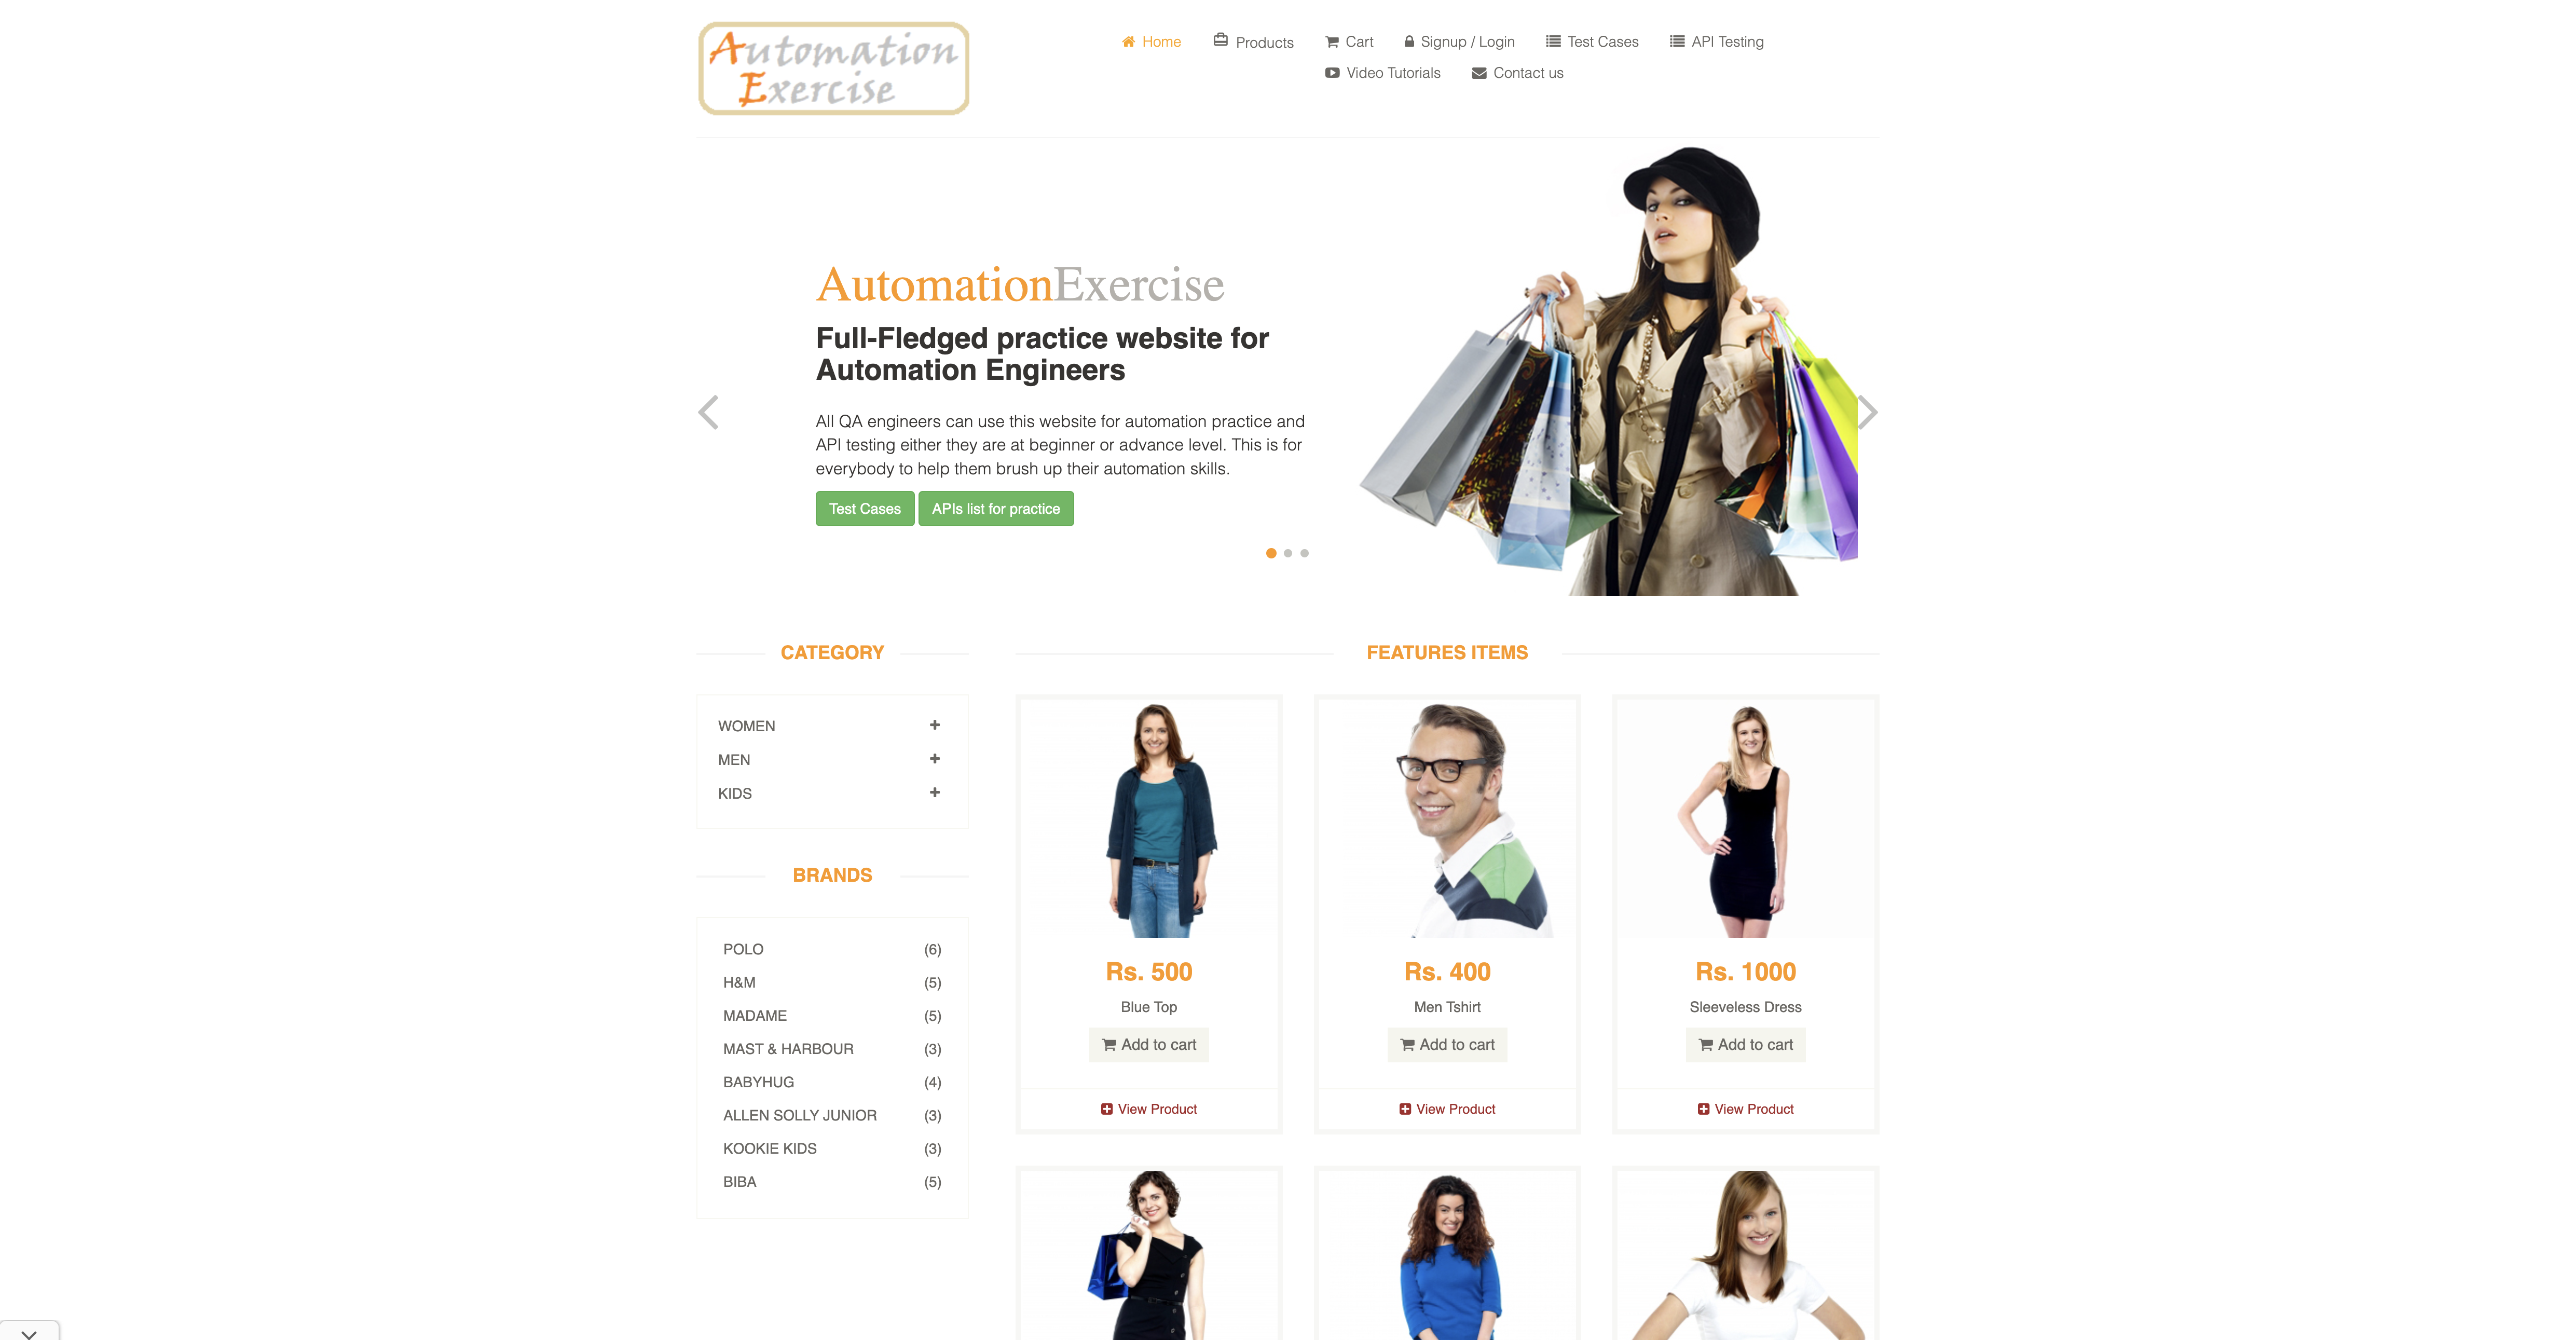 Automation
Exercise
Home
Products
Cart
Signup / Login
Test Cases
API Testing
Video Tutorials
Contact us
AutomationExercise
Full-Fledged practice website for
Automation Engineers
All QA engineers can use this website for automation practice and
API testing either they are at beginner or advance level. This is for
everybody to help them brush up their automation skills.
Test Cases
APIs list for practice
CATEGORY
WOMEN
MEN
KIDS
BRANDS
POLO (6)
H&M (5)
MADAME (5)
MAST & HARBOUR (3)
BABYHUG (4)
ALLEN SOLLY JUNIOR (3)
KOOKIE KIDS (3)
BIBA (5)
FEATURES ITEMS
Rs. 500
Blue Top
Add to cart
View Product
Rs. 400
Men Tshirt
Add to cart
View Product
Rs. 1000
Sleeveless Dress
Add to cart
View Product